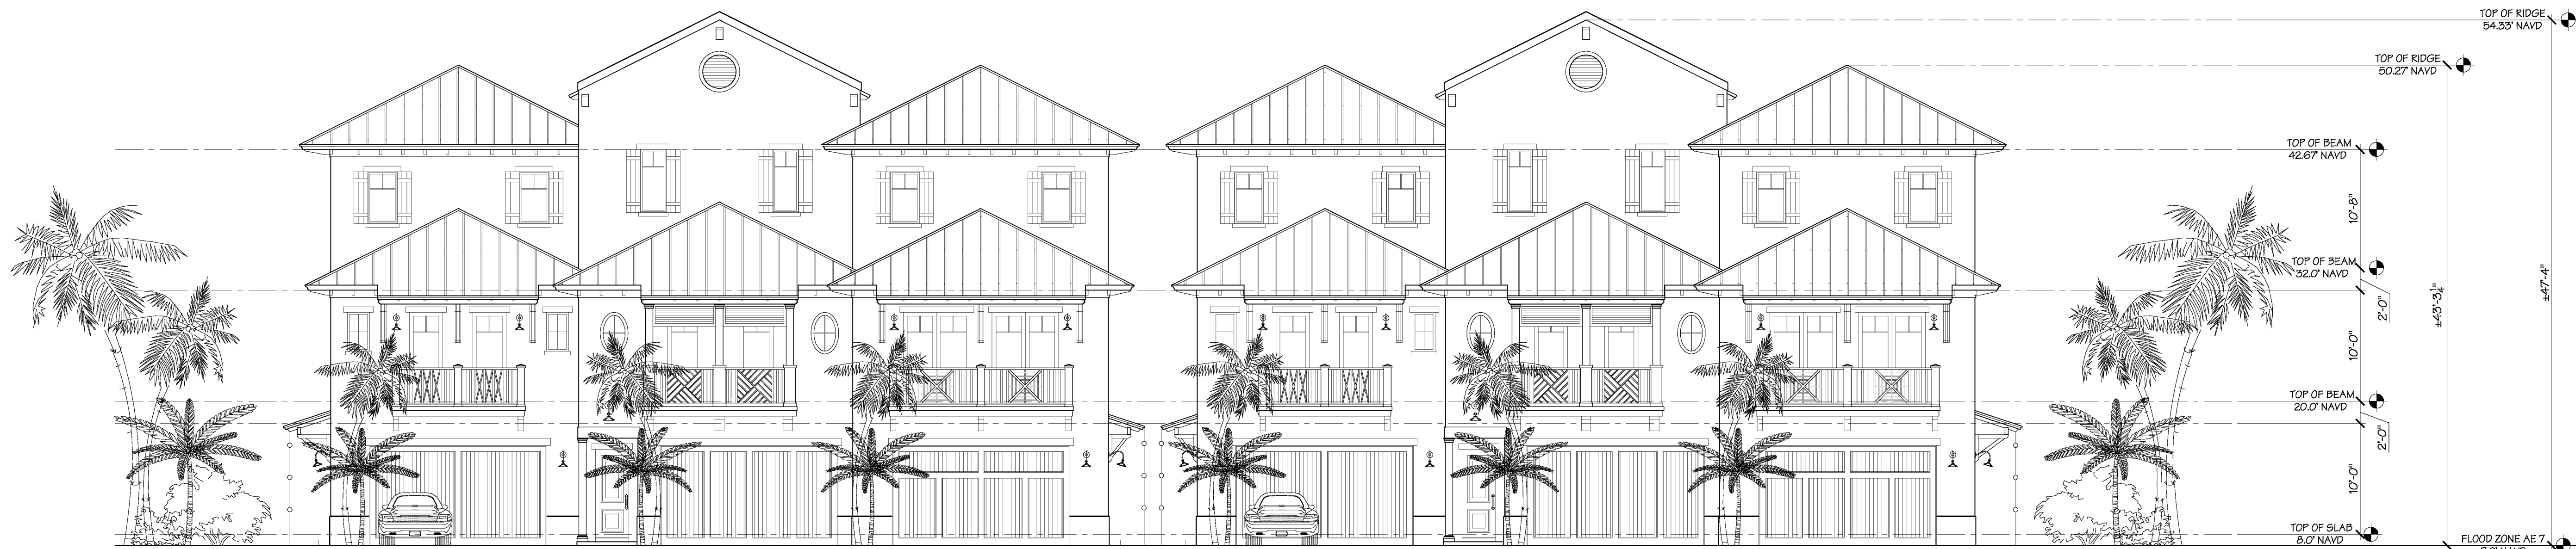 TOP OF RIDGE
54.33' NAVD
TOP OF RIDGE
50.27' NAVD
TOP OF BEAM
42.67' NAVD
10'-8"
TOP OF BEAM
32.0' NAVD
2'-0"
±43'-3¼"
±47'-4"
10'-0"
TOP OF BEAM
20.0' NAVD
2'-0"
10'-0"
TOP OF SLAB
8.0' NAVD
FLOOD ZONE AE 7